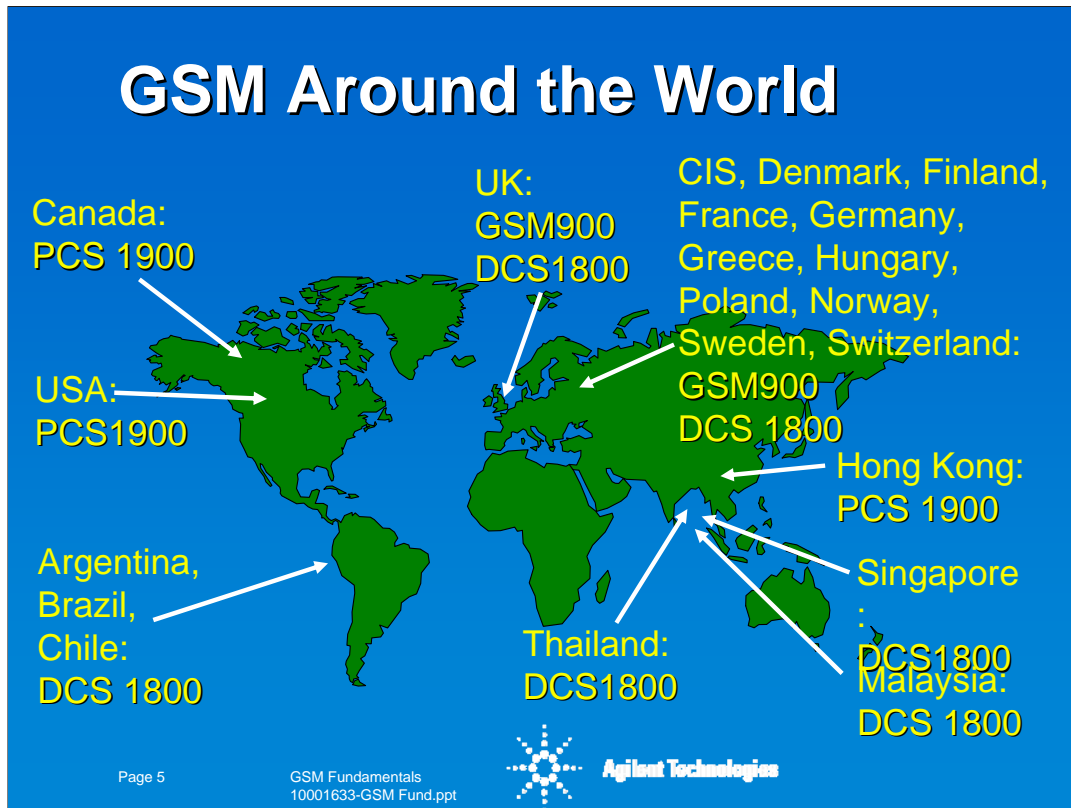 GSM Around the World
Canada:
PCS 1900
UK:
GSM900
DCS1800
CIS, Denmark, Finland,
France, Germany,
Greece, Hungary,
Poland, Norway,
Sweden, Switzerland:
GSM900
DCS 1800
USA:
PCS1900
Hong Kong:
PCS 1900
Argentina,
Brazil,
Chile:
DCS 1800
Thailand:
DCS1800
Singapore
:
DCS1800
Malaysia:
DCS 1800
Page 5
GSM Fundamentals
10001633-GSM Fund.ppt
Agilent Technologies